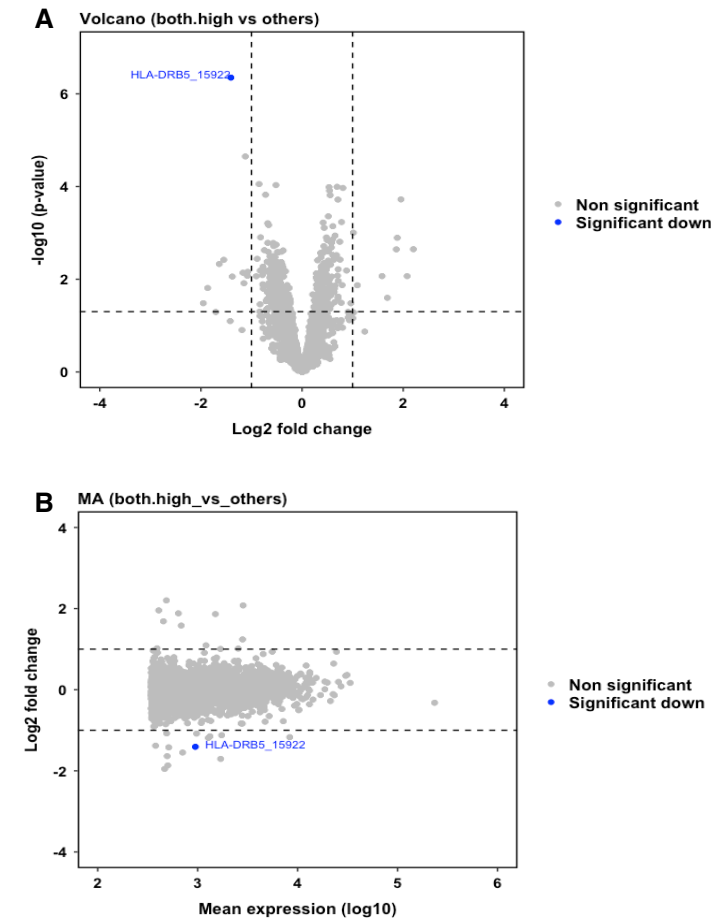 A
Volcano (both.high vs others)
HLA-DRB5_15922
6
4
2
0
-log10 (p-value)
-4 -2 0 2 4
Log2 fold change
Non significant
Significant down
B
MA (both.high_vs_others)
4
2
0
-2
-4
Log2 fold change
HLA-DRB5_15922
2 3 4 5 6
Mean expression (log10)
Non significant
Significant down